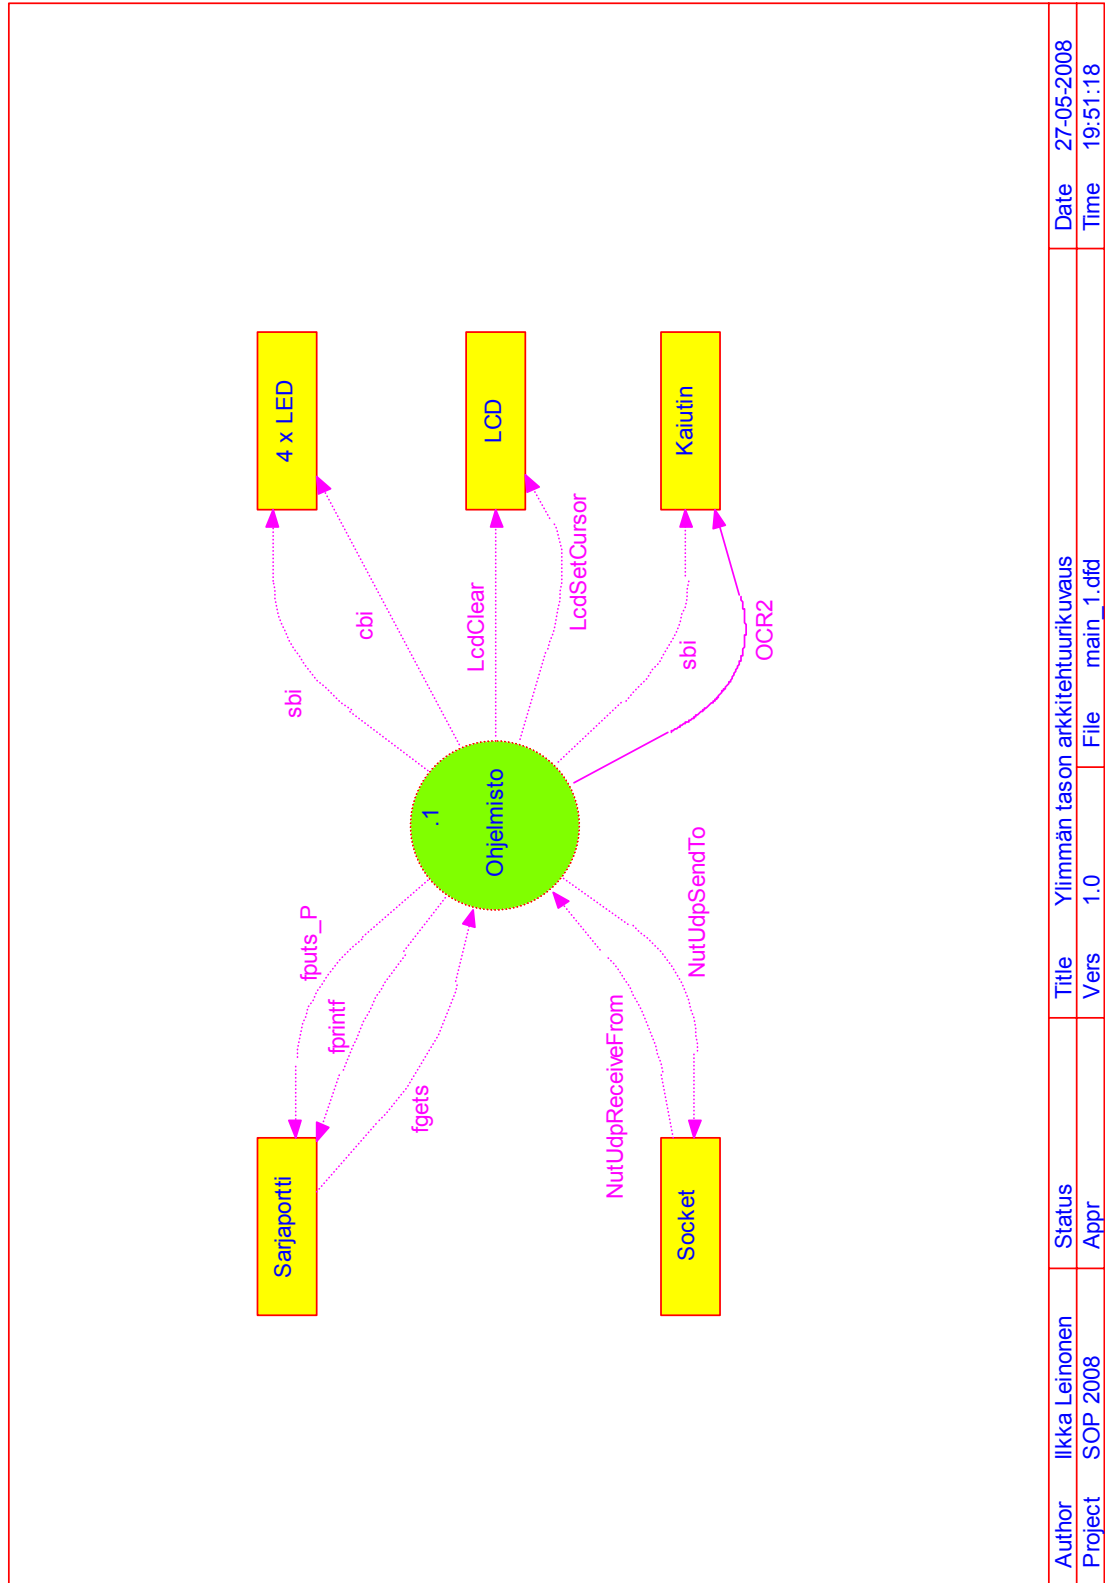 Sarjaportti
fputs_P
fprintf
fgets
sbi
cbi
4 x LED
.1
Ohjelmisto
LcdClear
LcdSetCursor
LCD
NutUdpReceiveFrom
NutUdpSendTo
Socket
sbi
OCR2
Kaiutin
Author Ilkka Leinonen Status Title Ylimmän tason arkkitehtuurikuvaus Date 27-05-2008
Project SOP 2008 Appr Vers 1.0 File main_1.dfd Time 19:51:18